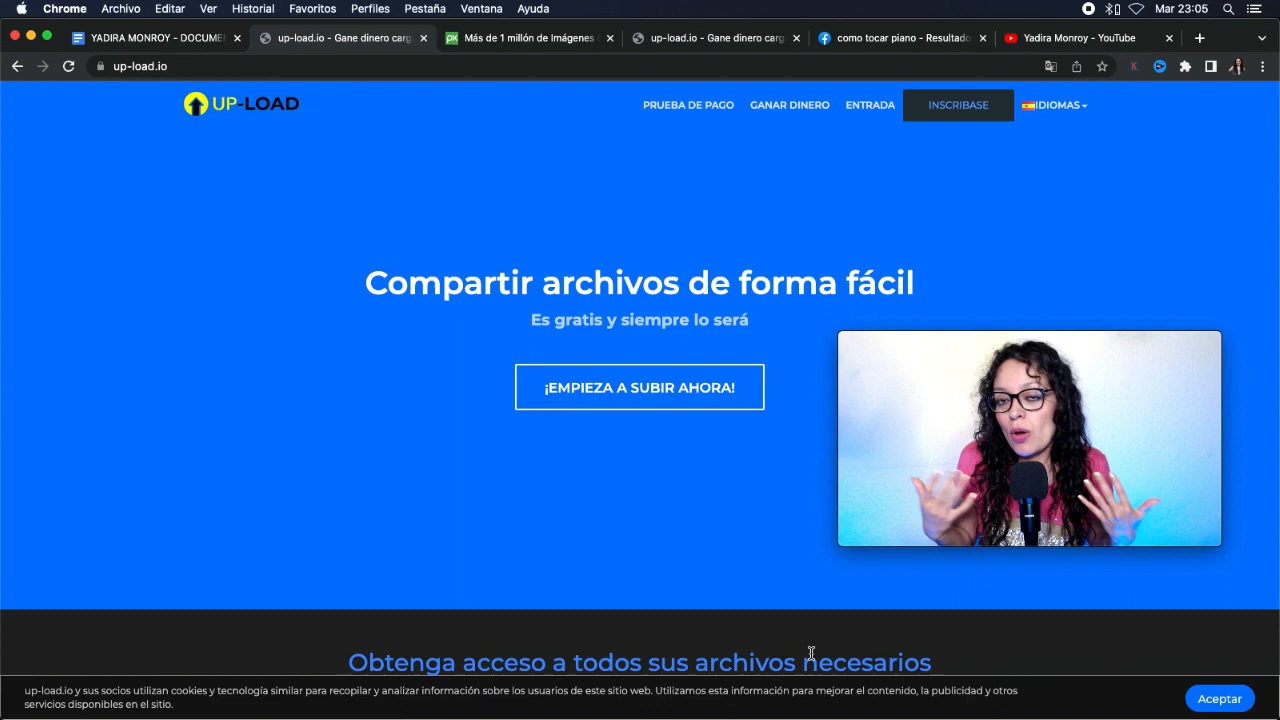 Chrome Archivo Editar Ver Historial Favoritos Perfiles Pestaña Ventana Ayuda Mar 23:05
YADIRA MONROY - DOCUME
up-load.io - Gane dinero carg
Más de 1 millón de Imágenes
up-load.io - Gane dinero carg
como tocar piano - Resultado
Yadira Monroy - YouTube
up-load.io
UP-LOAD
PRUEBA DE PAGO GANAR DINERO ENTRADA INSCRIBASE IDIOMAS
Compartir archivos de forma fácil
Es gratis y siempre lo será
¡EMPIEZA A SUBIR AHORA!
Obtenga acceso a todos sus archivos necesarios
up-load.io y sus socios utilizan cookies y tecnología similar para recopilar y analizar información sobre los usuarios de este sitio web. Utilizamos esta información para mejorar el contenido, la publicidad y otros
servicios disponibles en el sitio.
Aceptar